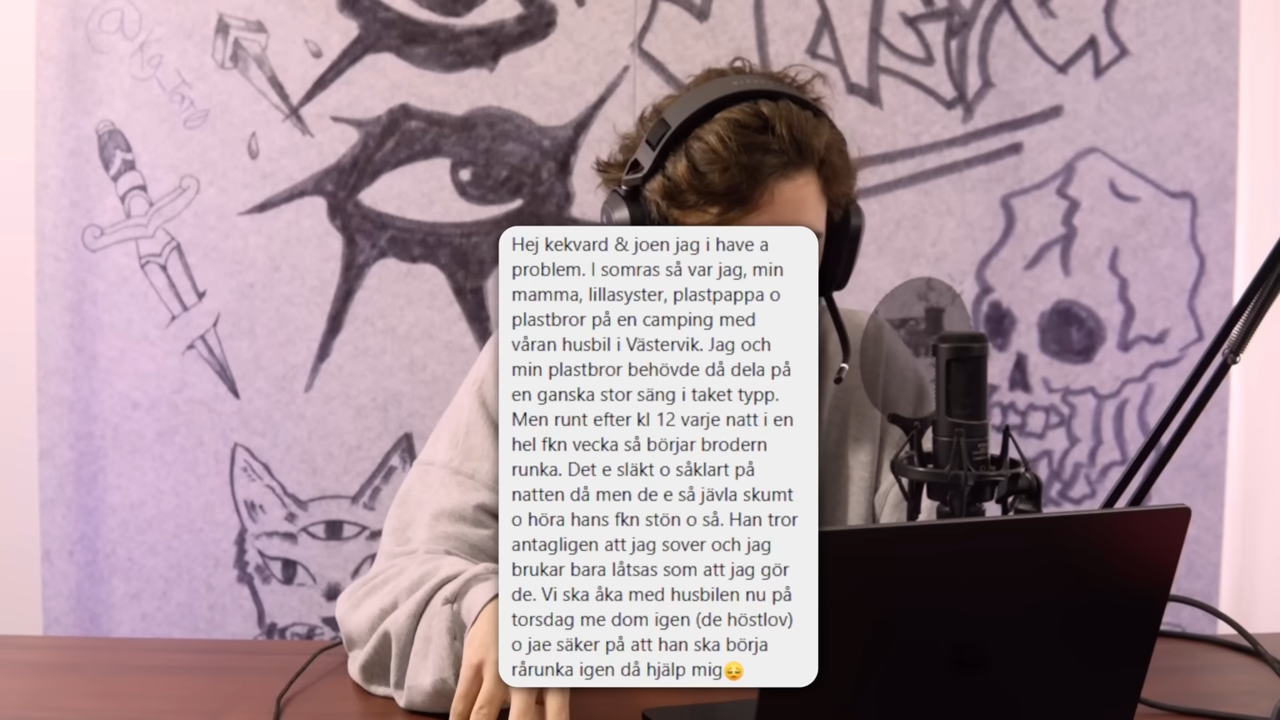 Hej kekvard & joen jag i have a
problem. I somras så var jag, min
mamma, lillasyster, plastpappa o
plastbror på en camping med
våran husbil i Västervik. Jag och
min plastbror behövde då dela på
en ganska stor säng i taket typp.
Men runt efter kl 12 varje natt i en
hel fkn vecka så börjar brodern
runka. Det e släkt o såklart på
natten då men de e så jävla skumt
o höra hans fkn stön o så. Han tror
antagligen att jag sover och jag
brukar bara låtsas som att jag gör
de. Vi ska åka med husbilen nu på
torsdag me dom igen (de höstlov)
o jae säker på att han ska börja
rårunka igen då hjälp mig😔